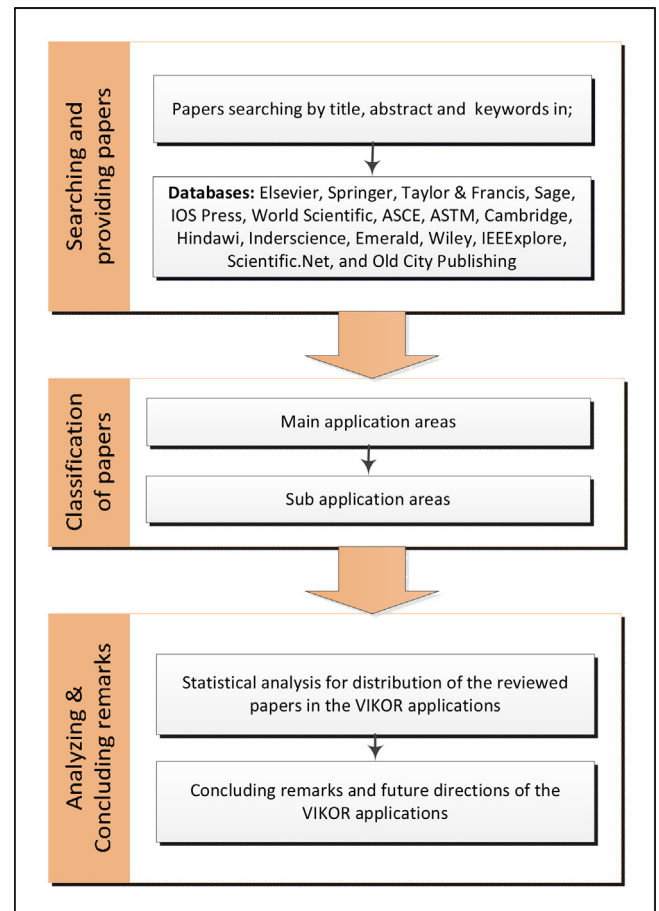 Searching and
providing papers
Papers searching by title, abstract and keywords in;
Databases: Elsevier, Springer, Taylor & Francis, Sage,
IOS Press, World Scientific, ASCE, ASTM, Cambridge,
Hindawi, Inderscience, Emerald, Wiley, IEEExplore,
Scientific.Net, and Old City Publishing
Classification
of papers
Main application areas
Sub application areas
Analyzing &
Concluding remarks
Statistical analysis for distribution of the reviewed
papers in the VIKOR applications
Concluding remarks and future directions of the
VIKOR applications